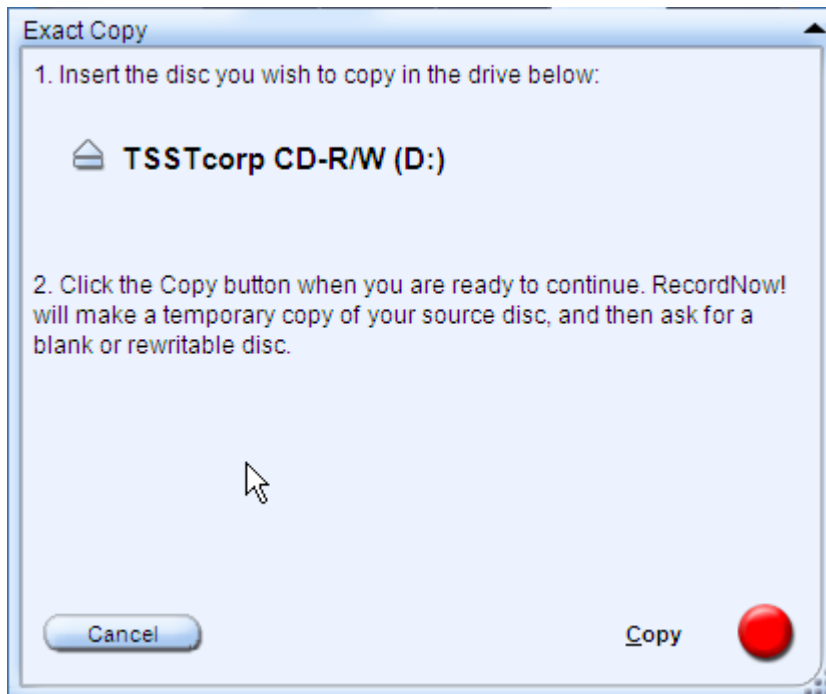 Exact Copy
1. Insert the disc you wish to copy in the drive below:
TSSTcorp CD-R/W (D:)
2. Click the Copy button when you are ready to continue. RecordNow!
will make a temporary copy of your source disc, and then ask for a
blank or rewritable disc.
Cancel Copy